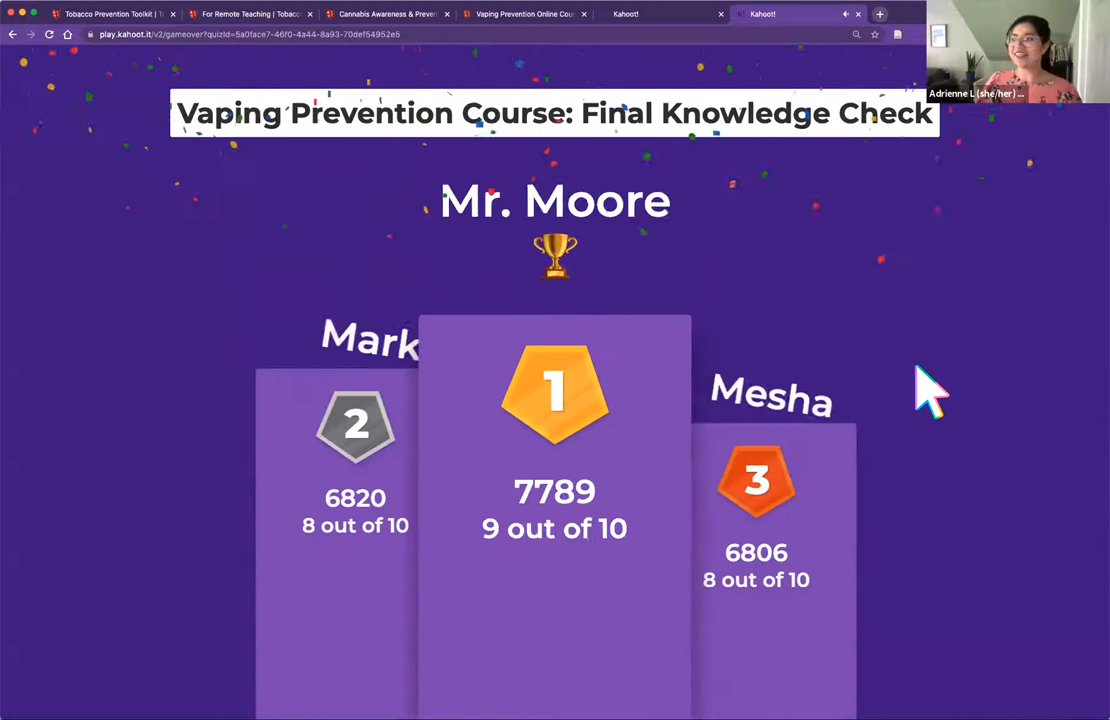 Tobacco Prevention Toolkit | T
For Remote Teaching | Tobacc
Cannabis Awareness & Preven
Vaping Prevention Online Cou
Kahoot!
Kahoot!
play.kahoot.it/v2/gameover?quizId=5a0face7-46f0-4a44-8a93-70def54952e5
Adrienne L (she/her) ...
Vaping Prevention Course: Final Knowledge Check
Mr. Moore
Mark
1
2
Mesha
3
7789
9 out of 10
6820
8 out of 10
6806
8 out of 10